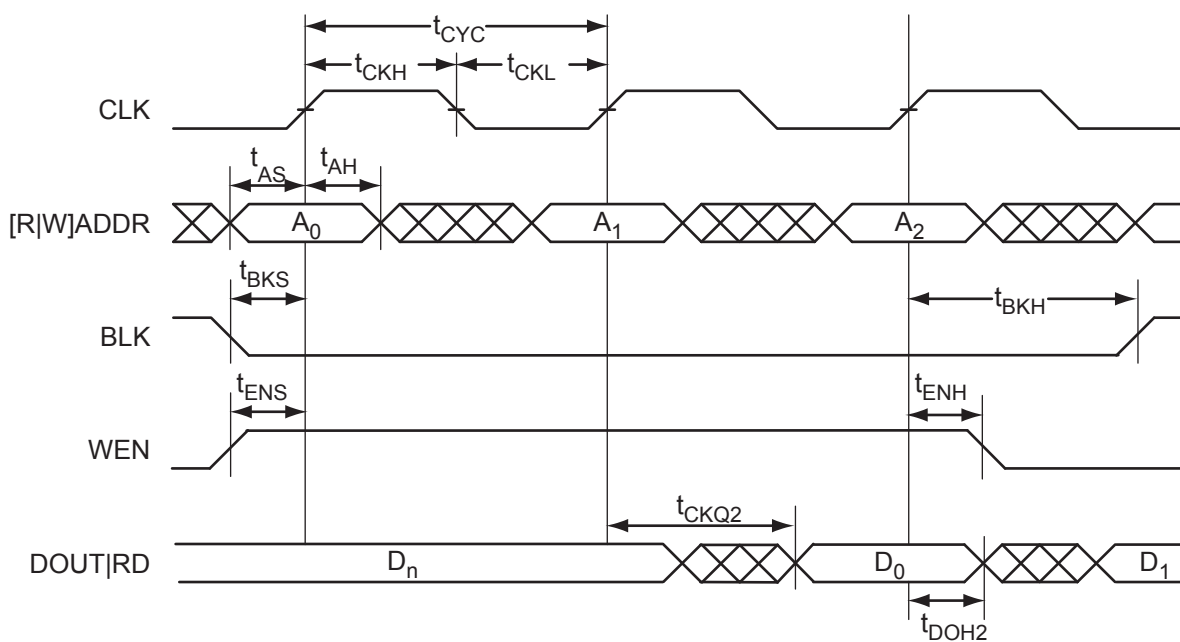 tCYC
tCKH tCKL
CLK
tAS tAH
[R|W]ADDR A0 A1 A2
tBKS tBKH
BLK
tENS tENH
WEN
tCKQ2
DOUT|RD Dn D0 D1
tDOH2